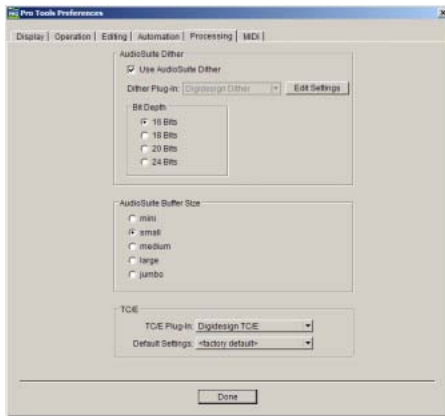 Pro Tools Preferences
Display | Operation | Editing | Automation | Processing | MIDI |
AudioSuite Dither
Use AudioSuite Dither
Dither Plug-in: Digidesign Dither Edit Settings
Bit Depth
16 Bits
18 Bits
20 Bits
24 Bits
AudioSuite Buffer Size
mini
small
medium
large
jumbo
TC/E
TC/E Plug-In: Digidesign TC/E
Default Settings: <factory default>
Done